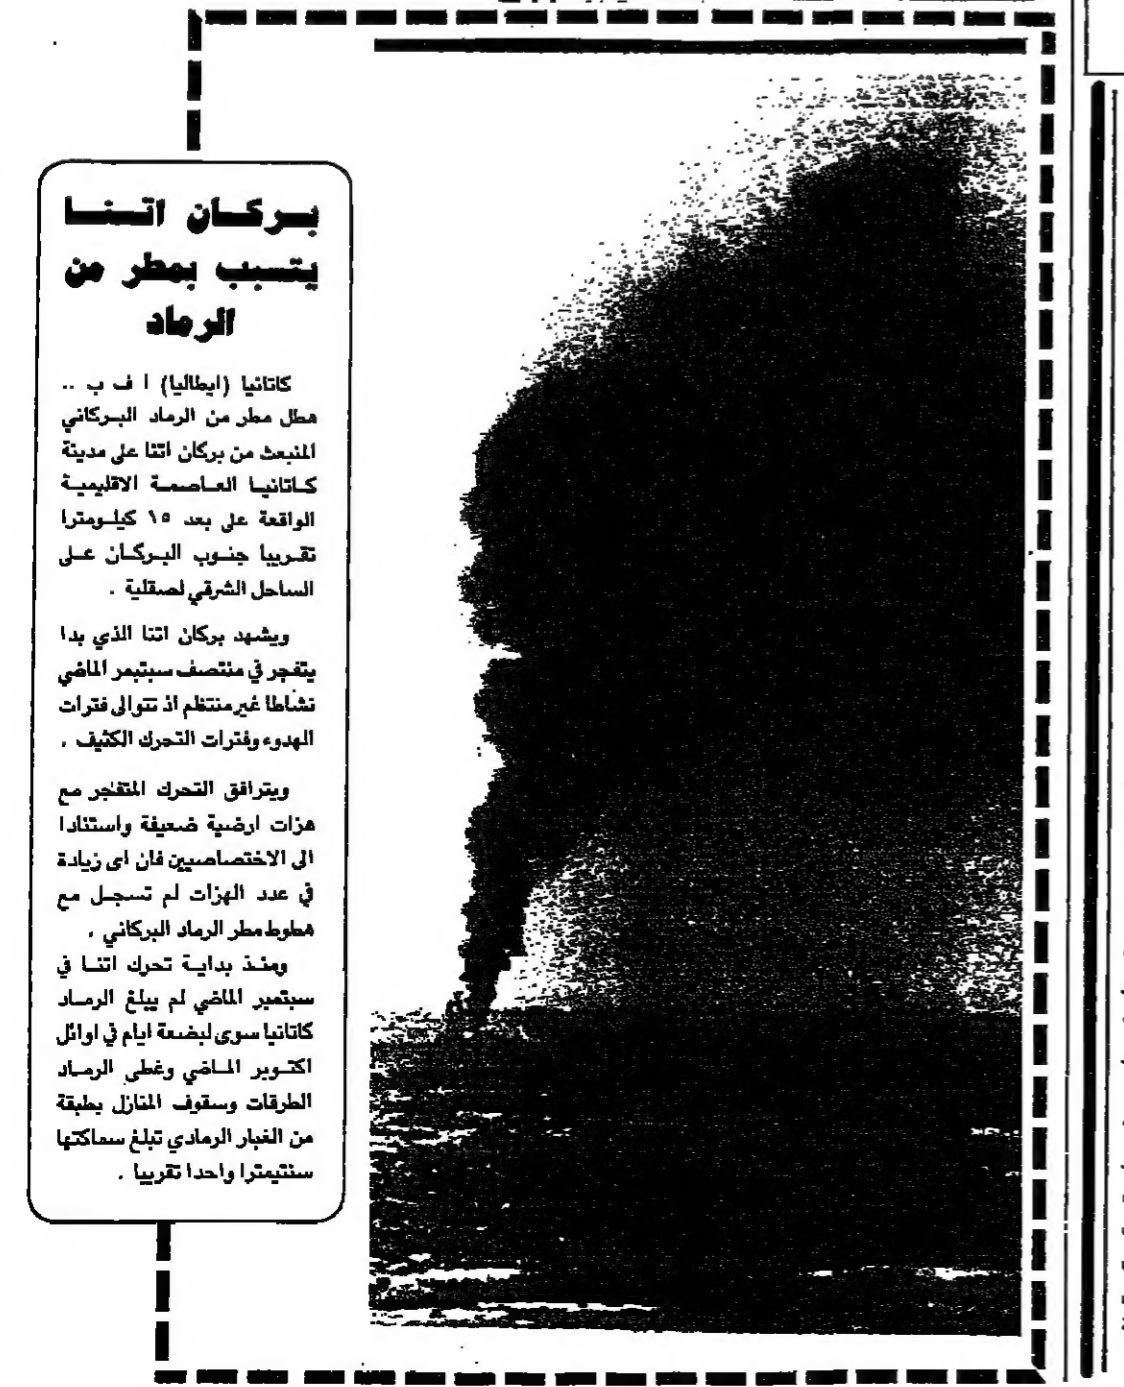 بركان اتنا
يتسبب بمطر من
الرماد
كاتانيا (ايطاليا) ا ف ب ..
هطل مطر من الرماد البركاني
المنبعث من بركان اتنا على مدينة
كاتانيا العاصمة الاقليمية
الواقعة على بعد ١٥ كيلومترا
تقريبا جنوب البركان على
الساحل الشرقي لصقلية .
ويشهد بركان اتنا الذي بدا
يتفجر في منتصف سبتبمر الماضي
نشاطا غير منتظم اذ تتوالى فترات
الهدوء وفترات التحرك الكثيف .
ويترافق التحرك المتفجر مع
هزات ارضية ضعيفة واستنادا
الى الاختصاصيين فان اى زيادة
في عدد الهزات لم تسجل مع
هطوط مطر الرماد البركاني .
ومنذ بداية تحرك اتنا في
سبتمبر الماضي لم يبلغ الرماد
كاتانيا سوى لبضعة ايام في اوائل
اكتوبر الماضي وغطى الرماد
الطرقات وسقوف المنازل بطبقة
من الغبار الرمادي تبلغ سماكتها
سنتيمترا واحدا تقريبا .